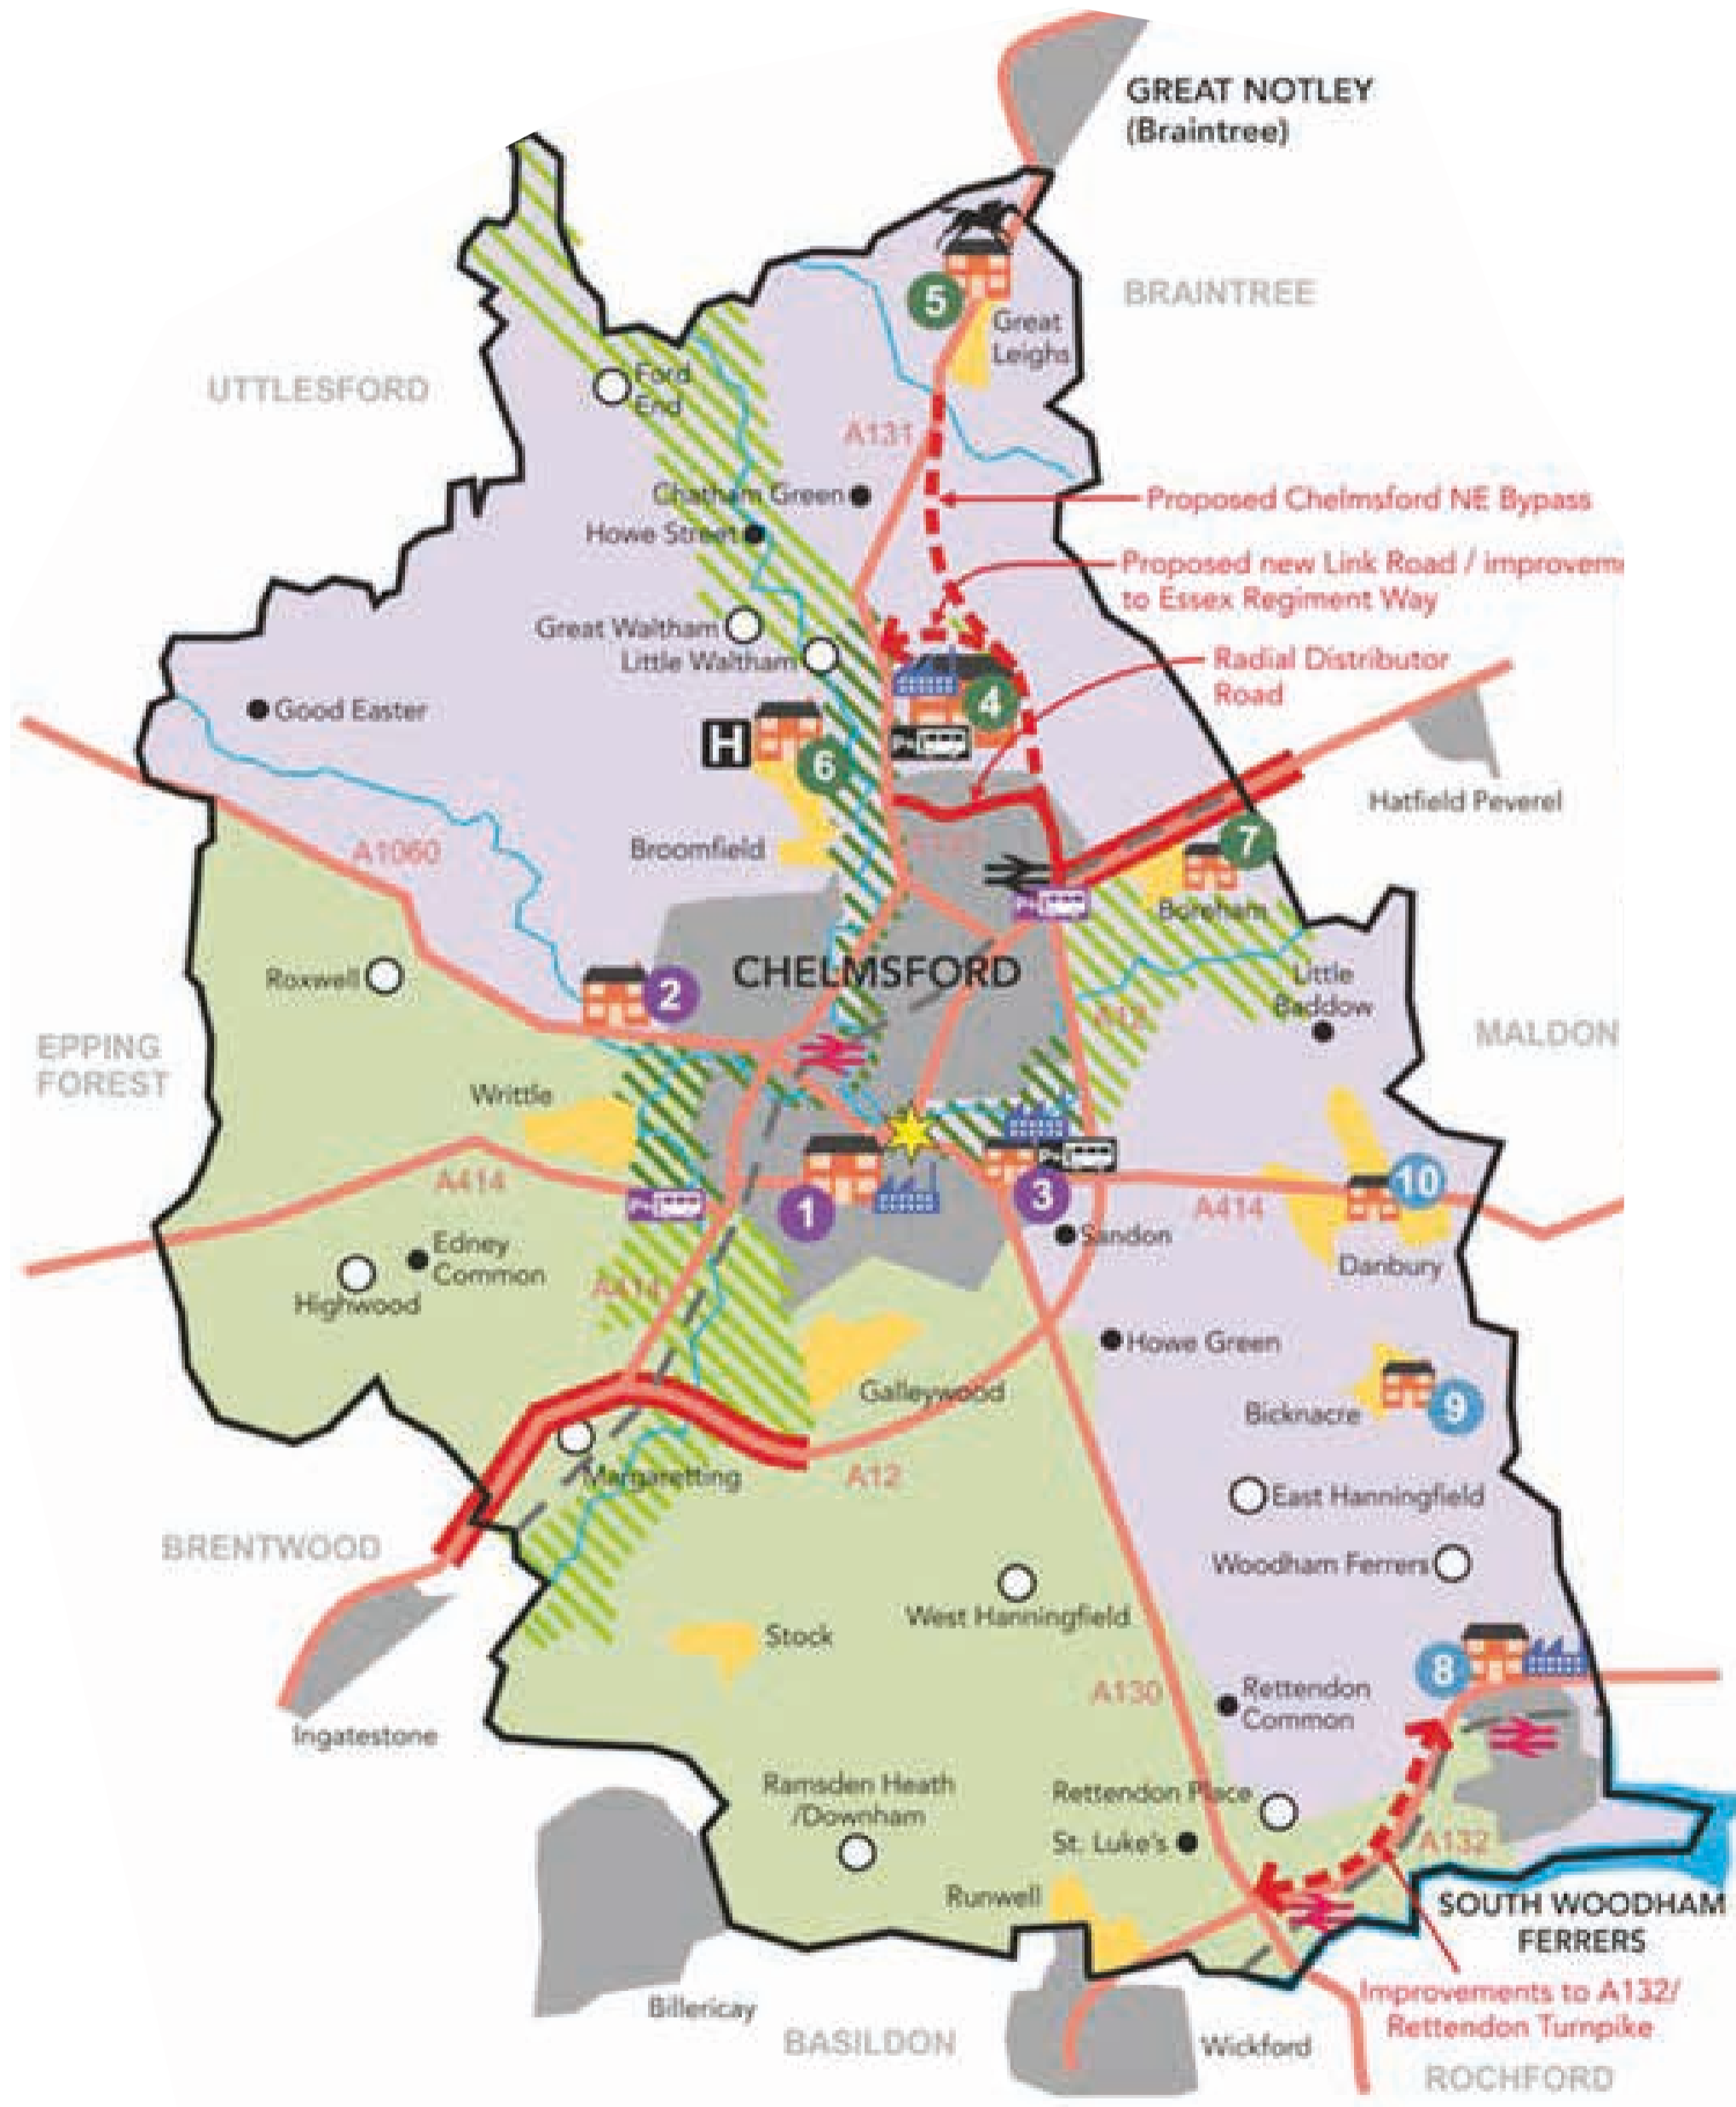 GREAT NOTLEY
(Braintree)
5
BRAINTREE
Great
Leighs
UTTLESFORD
Ford
End
A131
Chatham Green
Proposed Chelmsford NE Bypass
Howe Street
Proposed new Link Road / improvem
to Essex Regiment Way
Great Waltham
Little Waltham
Radial Distributor
Road
4
Good Easter
H
6
Hatfield Peverel
7
A1060
Broomfield
Boreham
CHELMSFORD
Roxwell
2
Little
Baddow
A12
MALDON
EPPING
FOREST
Writtle
A414
1
3
10
A414
Sandon
Edney
Common
Danbury
A414
Highwood
Howe Green
Galleywood
Bicknacre
9
Margaretting
A12
East Hanningfield
BRENTWOOD
Woodham Ferrers
West Hanningfield
Stock
8
A130
Rettendon
Common
Ingatestone
Ramsden Heath
/Downham
Rettendon Place
St. Luke's
A132
Runwell
SOUTH WOODHAM
FERRERS
Improvements to A132/
Rettendon Turnpike
Billericay
BASILDON
Wickford
ROCHFORD